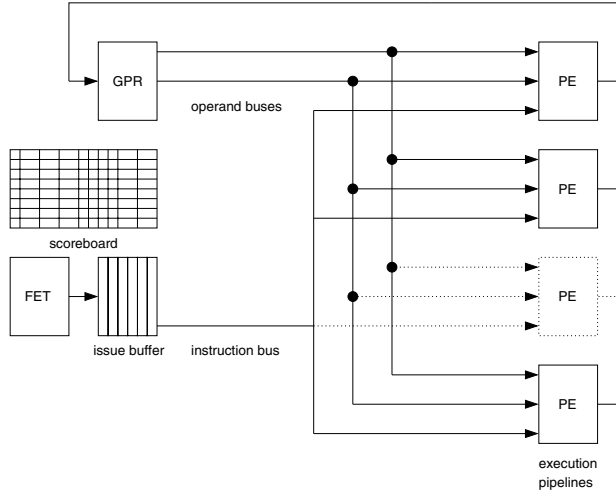 GPR
PE
operand buses
PE
scoreboard
FET
PE
issue buffer
instruction bus
PE
execution
pipelines